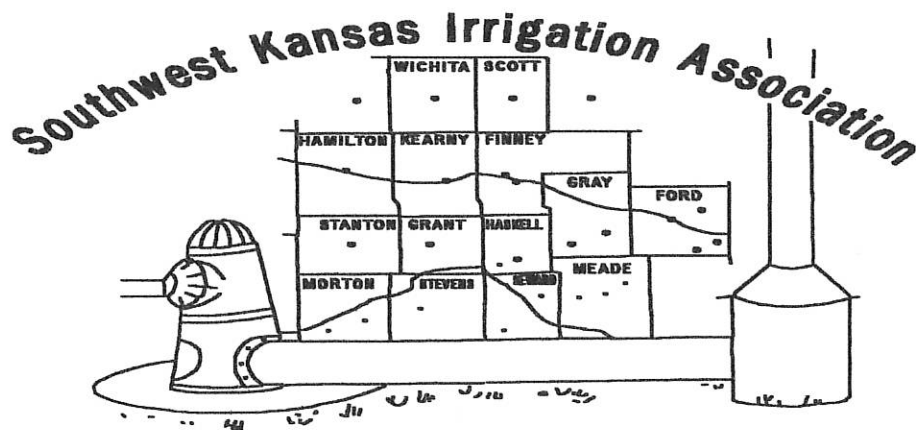 Southwest Kansas Irrigation Association
WICHITA SCOTT
HAMILTON KEARNY FINNEY
GRAY
FORD
STANTON GRANT HASKELL
MEADE
MORTON STEVENS SEWARD